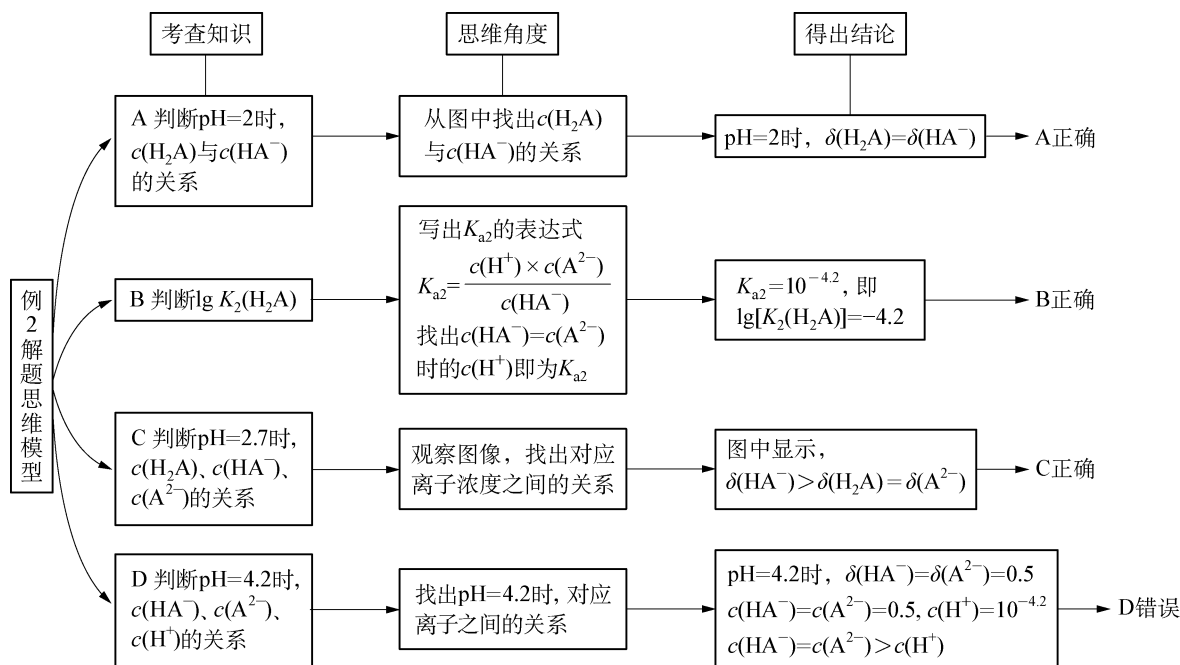 考查知识
思维角度
得出结论
例2解题思维模型
A 判断pH=2时，
c(H₂A)与c(HA⁻)
的关系
从图中找出c(H₂A)
与c(HA⁻)的关系
pH=2时，δ(H₂A)=δ(HA⁻)
A正确
B 判断lg K₂(H₂A)
写出Kₐ₂的表达式
Kₐ₂=c(H⁺)×c(A²⁻)/c(HA⁻)
找出c(HA⁻)=c(A²⁻)
时的c(H⁺)即为Kₐ₂
Kₐ₂=10⁻⁴·², 即
lg[K₂(H₂A)]=−4.2
B正确
C 判断pH=2.7时，
c(H₂A)、c(HA⁻)、
c(A²⁻)的关系
观察图像，找出对应
离子浓度之间的关系
图中显示，
δ(HA⁻)>δ(H₂A)=δ(A²⁻)
C正确
D 判断pH=4.2时，
c(HA⁻)、c(A²⁻)、
c(H⁺)的关系
找出pH=4.2时, 对应
离子之间的关系
pH=4.2时，δ(HA⁻)=δ(A²⁻)=0.5
c(HA⁻)=c(A²⁻)=0.5, c(H⁺)=10⁻⁴·²
c(HA⁻)=c(A²⁻)>c(H⁺)
D错误